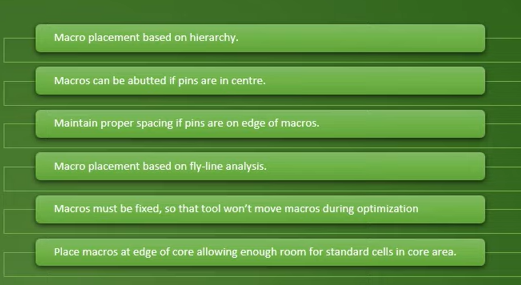 Macro placement based on hierarchy.
Macros can be abutted if pins are in centre.
Maintain proper spacing if pins are on edge of macros.
Macro placement based on fly-line analysis.
Macros must be fixed, so that tool won't move macros during optimization
Place macros at edge of core allowing enough room for standard cells in core area.